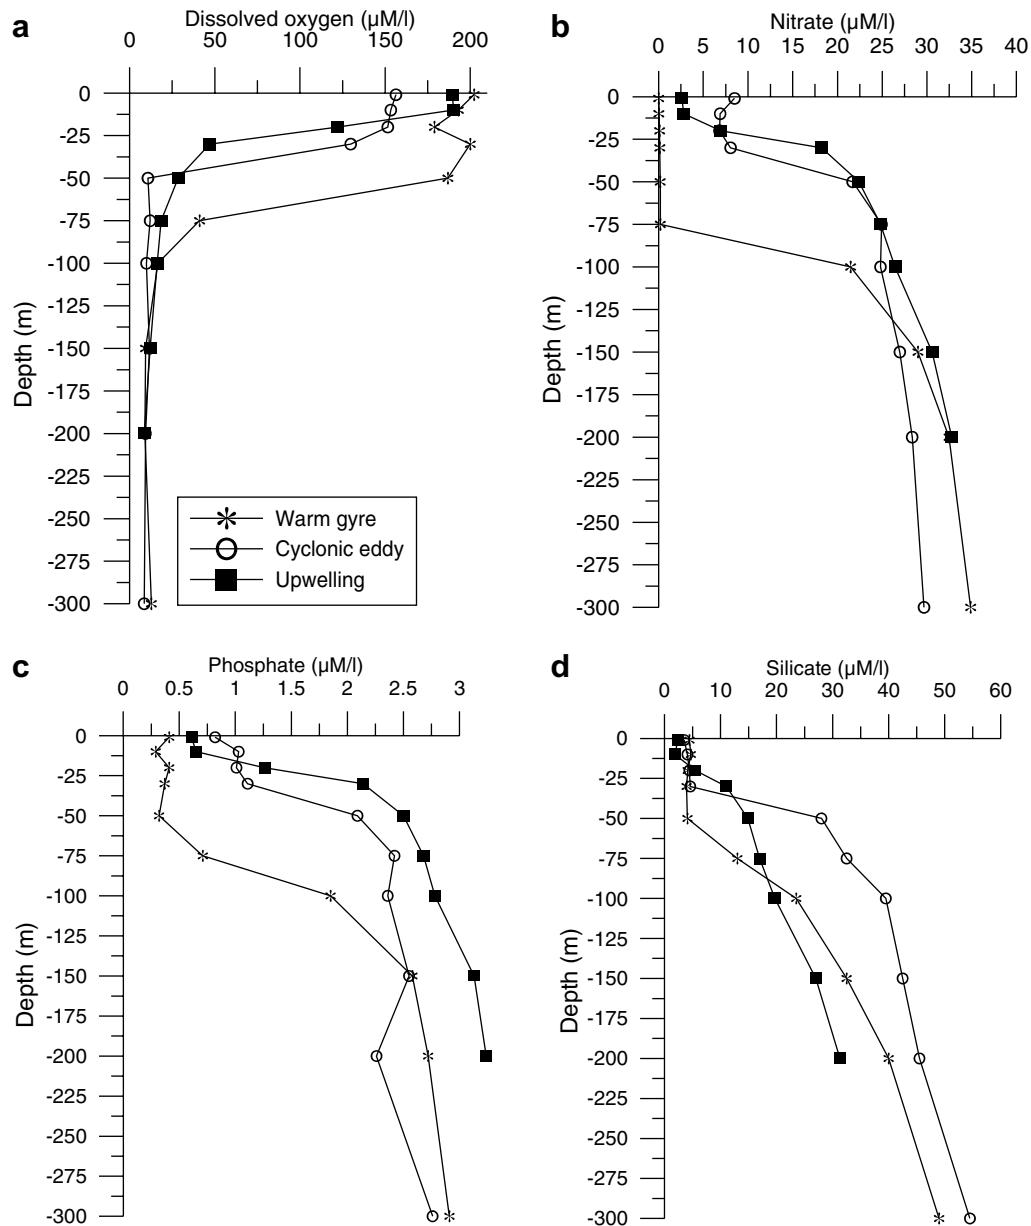 a
Dissolved oxygen (µM/l)
0 50 100 150 200
0
-25
-50
-75
-100
-125
-150
-175
-200
-225
-250
-275
-300
Depth (m)
Warm gyre
Cyclonic eddy
Upwelling
b
Nitrate (µM/l)
0 5 10 15 20 25 30 35 40
0
-25
-50
-75
-100
-125
-150
-175
-200
-225
-250
-275
-300
Depth (m)
c
Phosphate (µM/l)
0 0.5 1 1.5 2 2.5 3
0
-25
-50
-75
-100
-125
-150
-175
-200
-225
-250
-275
-300
Depth (m)
d
Silicate (µM/l)
0 10 20 30 40 50 60
0
-25
-50
-75
-100
-125
-150
-175
-200
-225
-250
-275
-300
Depth (m)